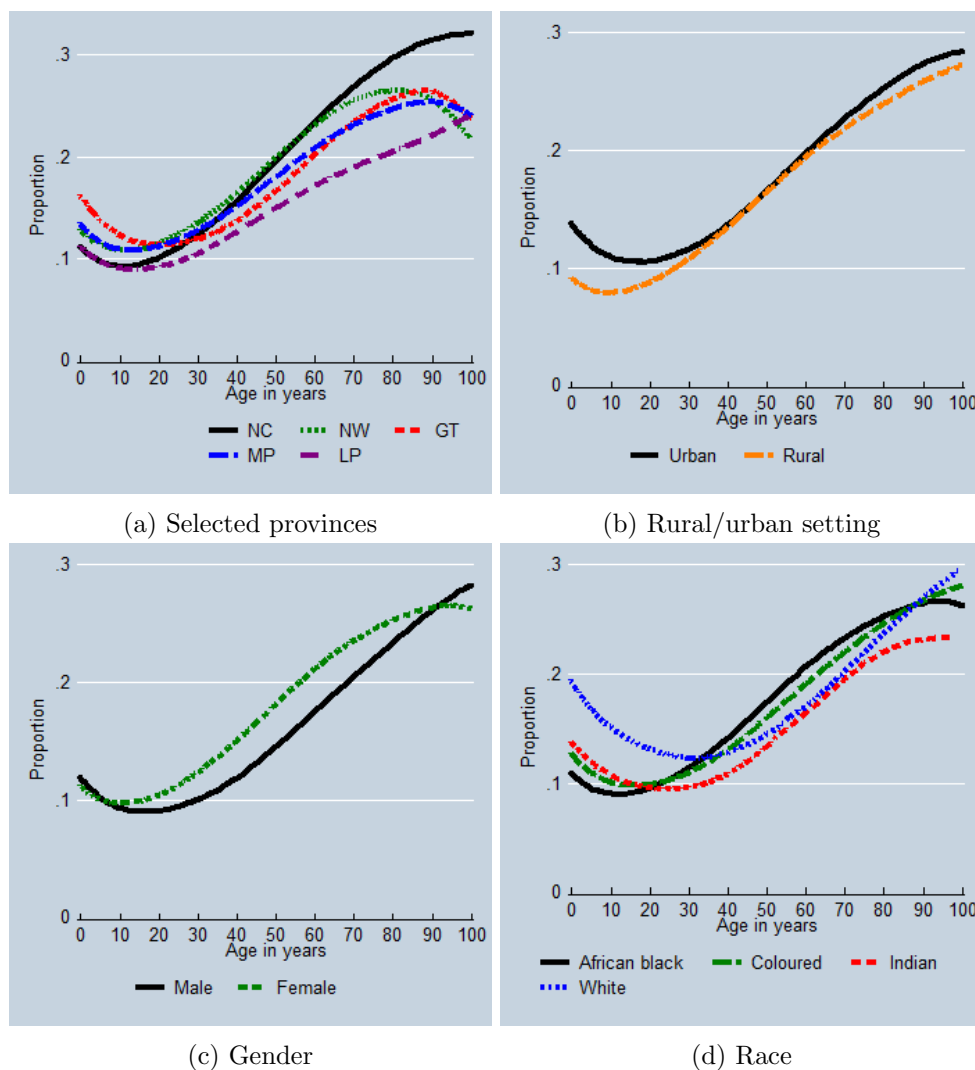 Proportion
.3
.2
.1
0
0 10 20 30 40 50 60 70 80 90 100
Age in years
NC NW GT
MP LP
(a) Selected provinces
Proportion
.3
.2
.1
0
0 10 20 30 40 50 60 70 80 90 100
Age in years
Urban Rural
(b) Rural/urban setting
Proportion
.3
.2
.1
0
0 10 20 30 40 50 60 70 80 90 100
Age in years
Male Female
(c) Gender
Proportion
.3
.2
.1
0
0 10 20 30 40 50 60 70 80 90 100
Age in years
African black Coloured Indian
White
(d) Race